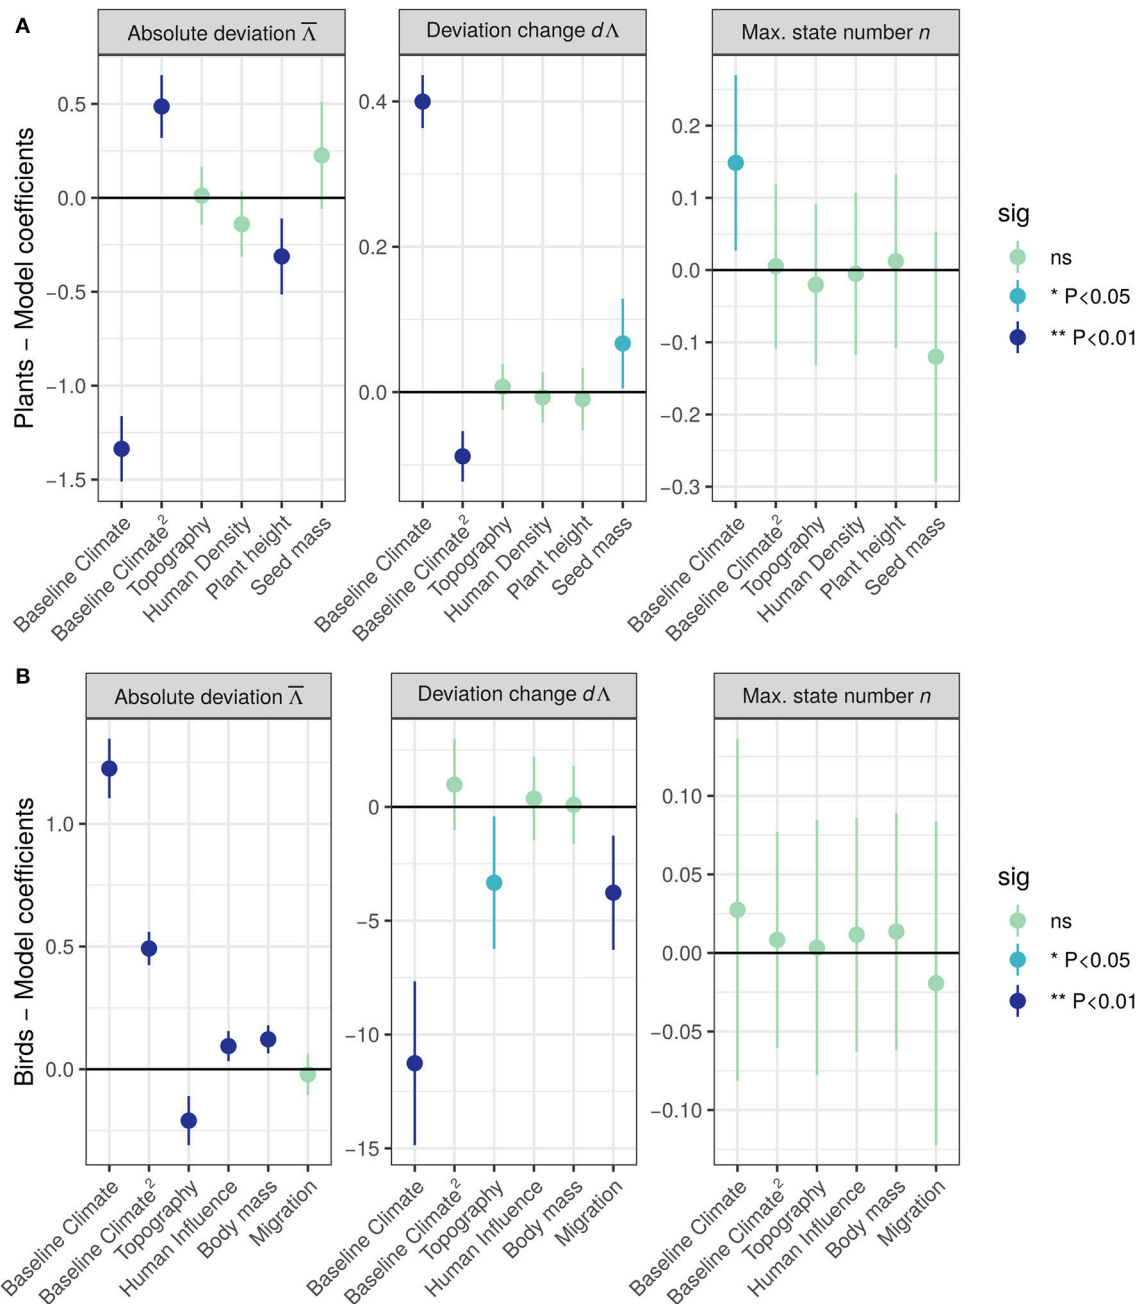 A
Absolute deviation Λ̅
Deviation change dΛ
Max. state number n
Plants − Model coefficients
0.5
0.0
−0.5
−1.0
−1.5
0.4
0.2
0.0
0.2
0.1
0.0
−0.1
−0.2
−0.3
Baseline Climate
Baseline Climate²
Topography
Human Density
Plant height
Seed mass
Baseline Climate
Baseline Climate²
Topography
Human Density
Plant height
Seed mass
Baseline Climate
Baseline Climate²
Topography
Human Density
Plant height
Seed mass
sig
ns
* P<0.05
** P<0.01
B
Absolute deviation Λ̅
Deviation change dΛ
Max. state number n
Birds − Model coefficients
1.0
0.5
0.0
0
−5
−10
−15
0.10
0.05
0.00
−0.05
−0.10
Baseline Climate
Baseline Climate²
Topography
Human Influence
Body mass
Migration
Baseline Climate
Baseline Climate²
Topography
Human Influence
Body mass
Migration
Baseline Climate
Baseline Climate²
Topography
Human Influence
Body mass
Migration
sig
ns
* P<0.05
** P<0.01